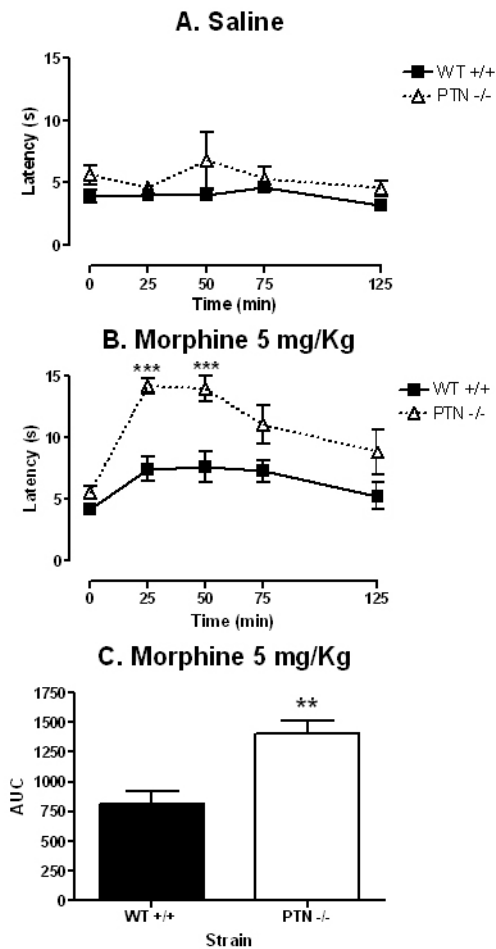 A. Saline
15
10
5
0
Latency (s)
WT +/+
PTN -/-
0 25 50 75 125
Time (min)
B. Morphine 5 mg/Kg
*** ***
15
10
5
0
Latency (s)
WT +/+
PTN -/-
0 25 50 75 125
Time (min)
C. Morphine 5 mg/Kg
1750
1500
1250
1000
750
500
250
0
AUC
**
WT +/+ PTN -/-
Strain